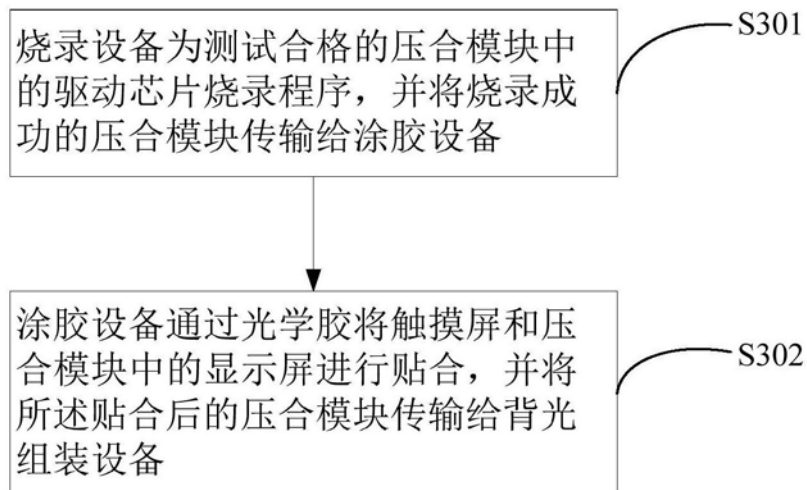 烧录设备为测试合格的压合模块中
的驱动芯片烧录程序，并将烧录成
功的压合模块传输给涂胶设备
S301
涂胶设备通过光学胶将触摸屏和压
合模块中的显示屏进行贴合，并将
所述贴合后的压合模块传输给背光
组装设备
S302